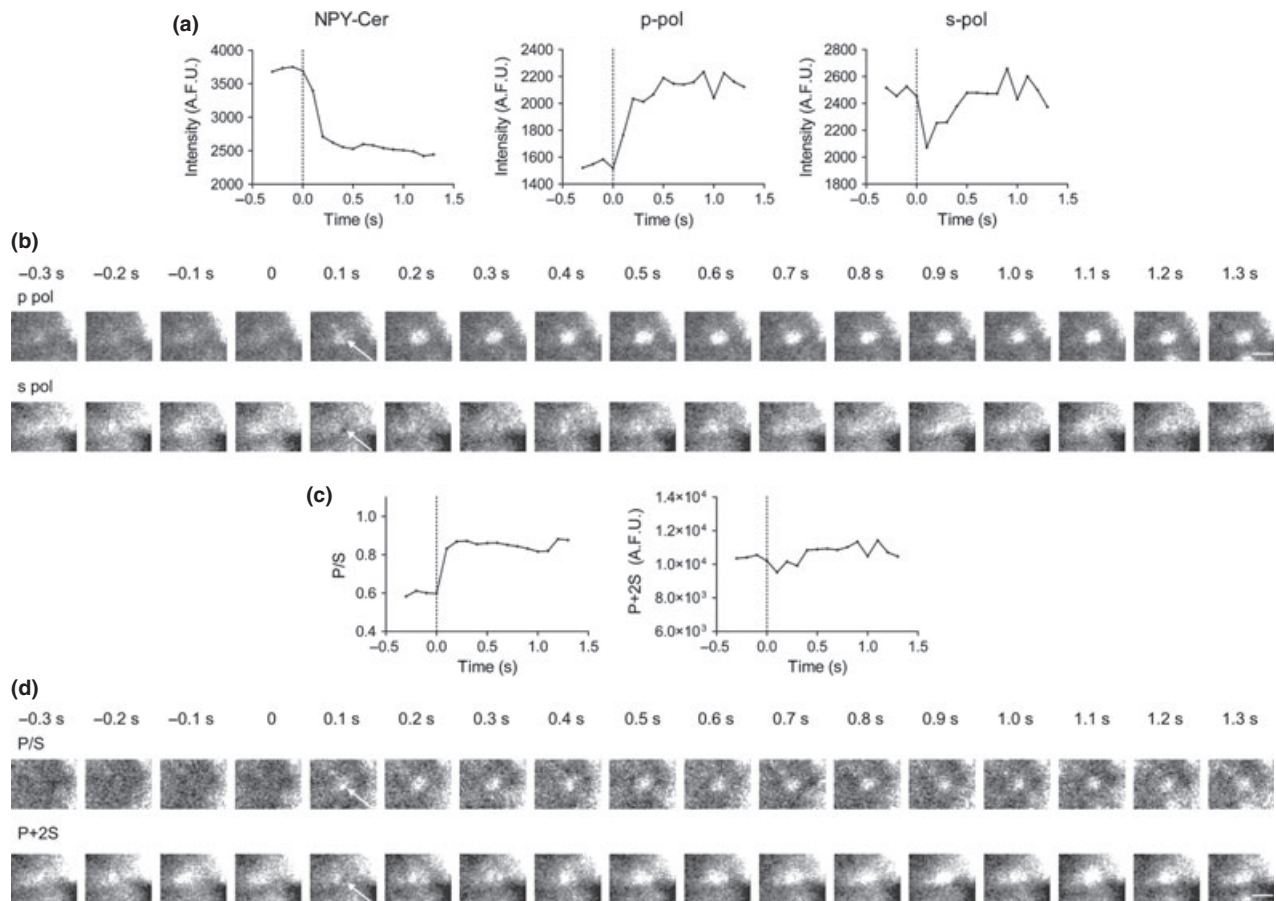 (a)
NPY-Cer
p-pol
s-pol
Intensity (A.F.U.)
4000
3500
3000
2500
2000
–0.5 0.0 0.5 1.0 1.5
Time (s)
Intensity (A.F.U.)
2400
2200
2000
1800
1600
1400
–0.5 0.0 0.5 1.0 1.5
Time (s)
Intensity (A.F.U.)
2800
2600
2400
2200
2000
1800
–0.5 0.0 0.5 1.0 1.5
Time (s)
(b)
–0.3 s –0.2 s –0.1 s 0 0.1 s 0.2 s 0.3 s 0.4 s 0.5 s 0.6 s 0.7 s 0.8 s 0.9 s 1.0 s 1.1 s 1.2 s 1.3 s
p pol
s pol
(c)
P/S
1.0
0.8
0.6
0.4
–0.5 0.0 0.5 1.0 1.5
Time (s)
P+2S (A.F.U.)
1.4×10⁴
1.2×10⁴
1.0×10⁴
8.0×10³
6.0×10³
–0.5 0.0 0.5 1.0 1.5
Time (s)
(d)
–0.3 s –0.2 s –0.1 s 0 0.1 s 0.2 s 0.3 s 0.4 s 0.5 s 0.6 s 0.7 s 0.8 s 0.9 s 1.0 s 1.1 s 1.2 s 1.3 s
P/S
P+2S